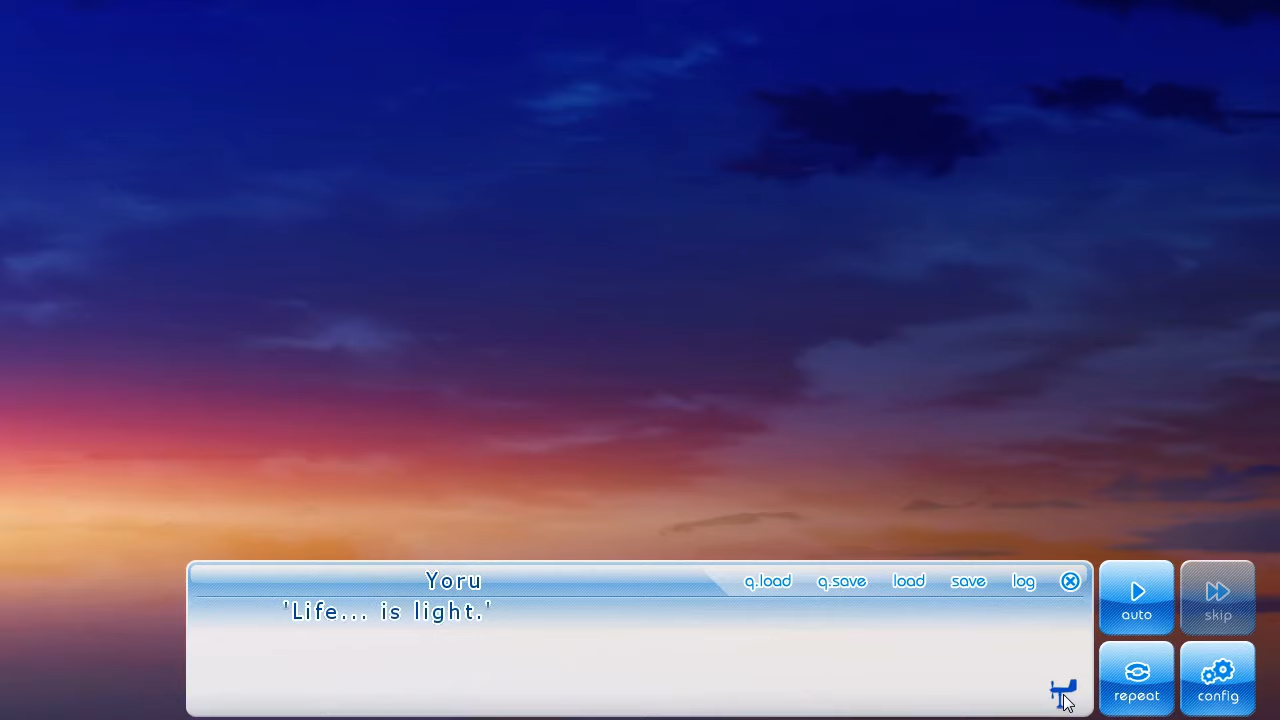 Yoru
q.load q.save load save log
'Life... is light.'
auto
skip
repeat
config